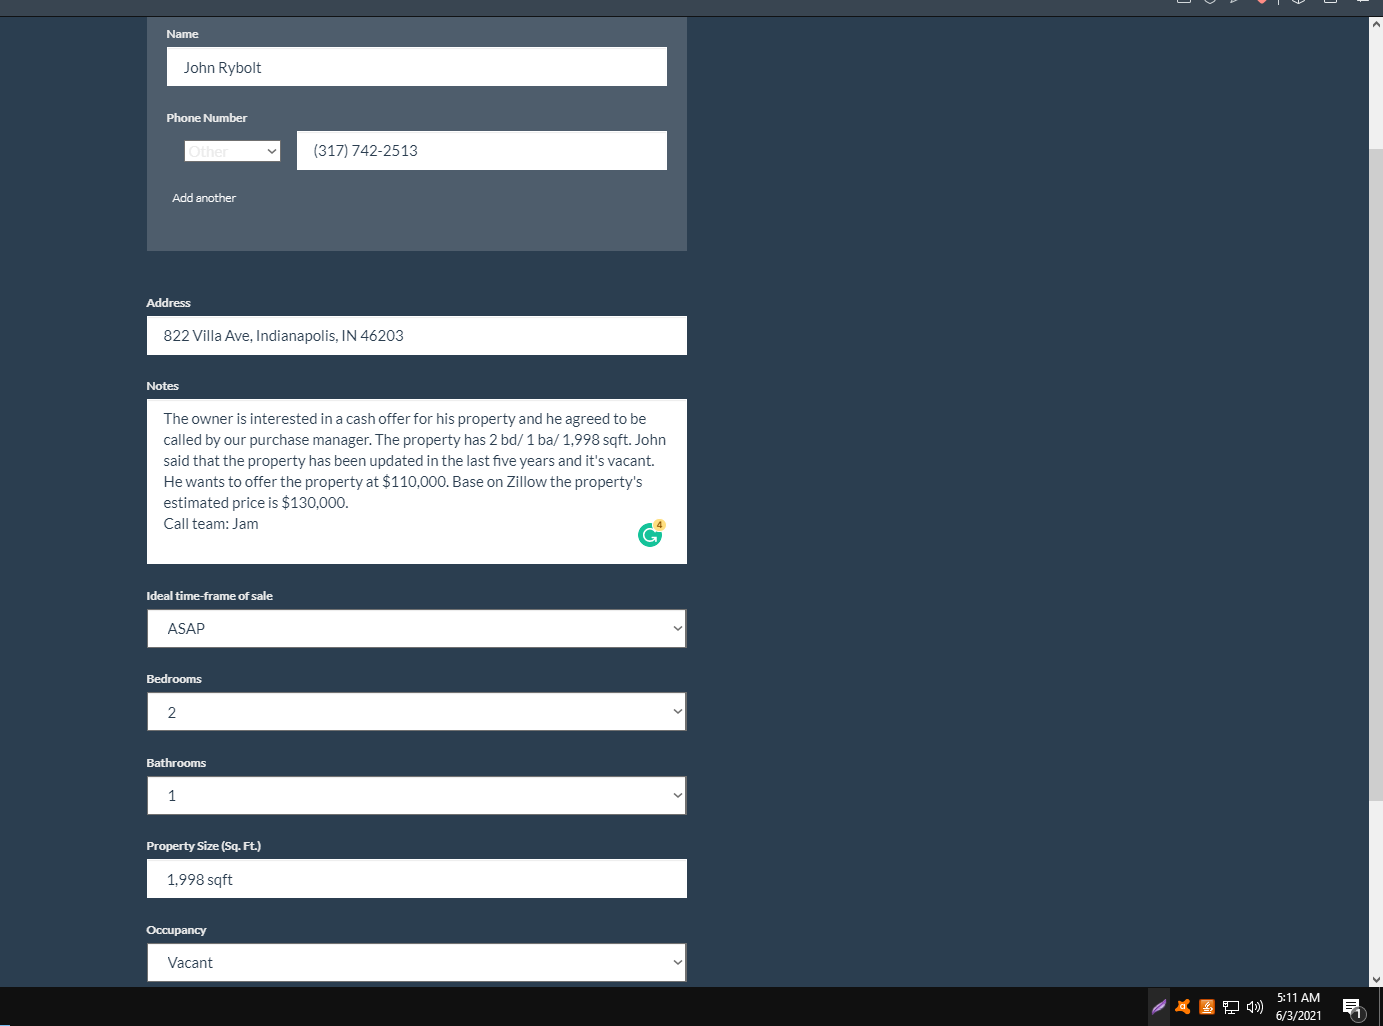 Name
John Rybolt
Phone Number
Other
(317) 742-2513
Add another
Address
822 Villa Ave, Indianapolis, IN 46203
Notes
The owner is interested in a cash offer for his property and he agreed to be
called by our purchase manager. The property has 2 bd/ 1 ba/ 1,998 sqft. John
said that the property has been updated in the last five years and it's vacant.
He wants to offer the property at $110,000. Base on Zillow the property's
estimated price is $130,000.
Call team: Jam
4
Ideal time-frame of sale
ASAP
Bedrooms
2
Bathrooms
1
Property Size (Sq. Ft.)
1,998 sqft
Occupancy
Vacant
5:11 AM
6/3/2021
1